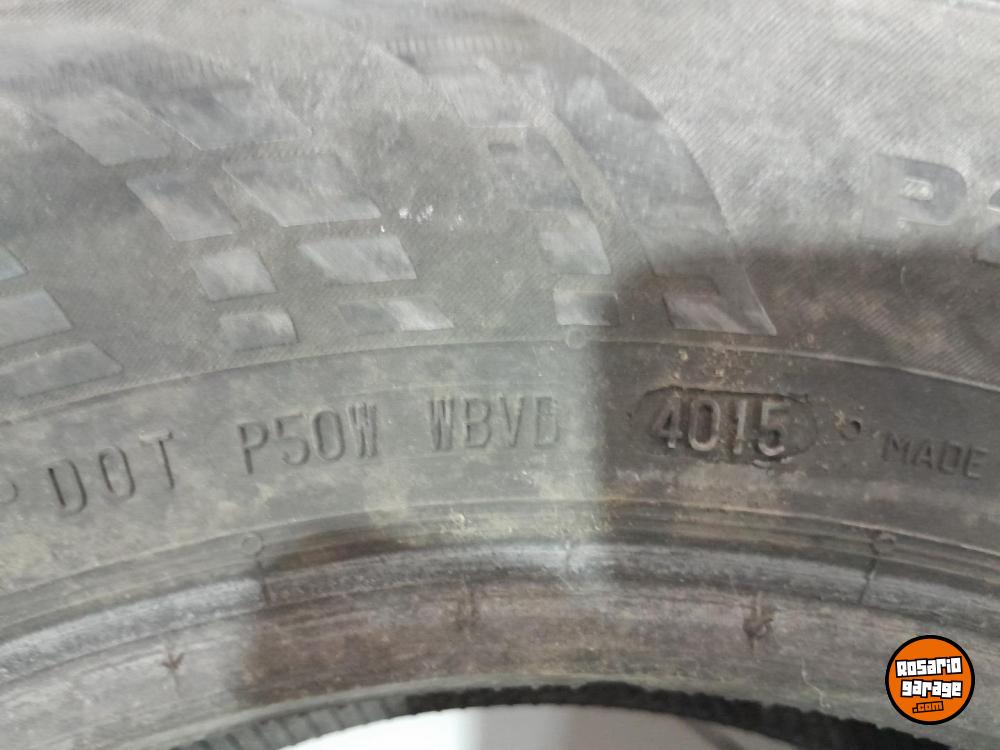 DOT P50W WBVD 4015 MADE
Rosario
garage
.com